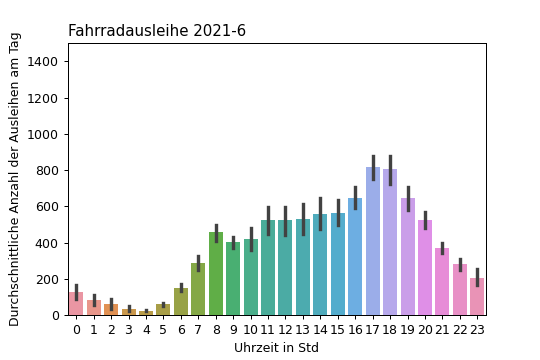 Fahrradausleihe 2021-6
Durchschnittliche Anzahl der Ausleihen am Tag
1400
1200
1000
800
600
400
200
0
0 1 2 3 4 5 6 7 8 9 10 11 12 13 14 15 16 17 18 19 20 21 22 23
Uhrzeit in Std